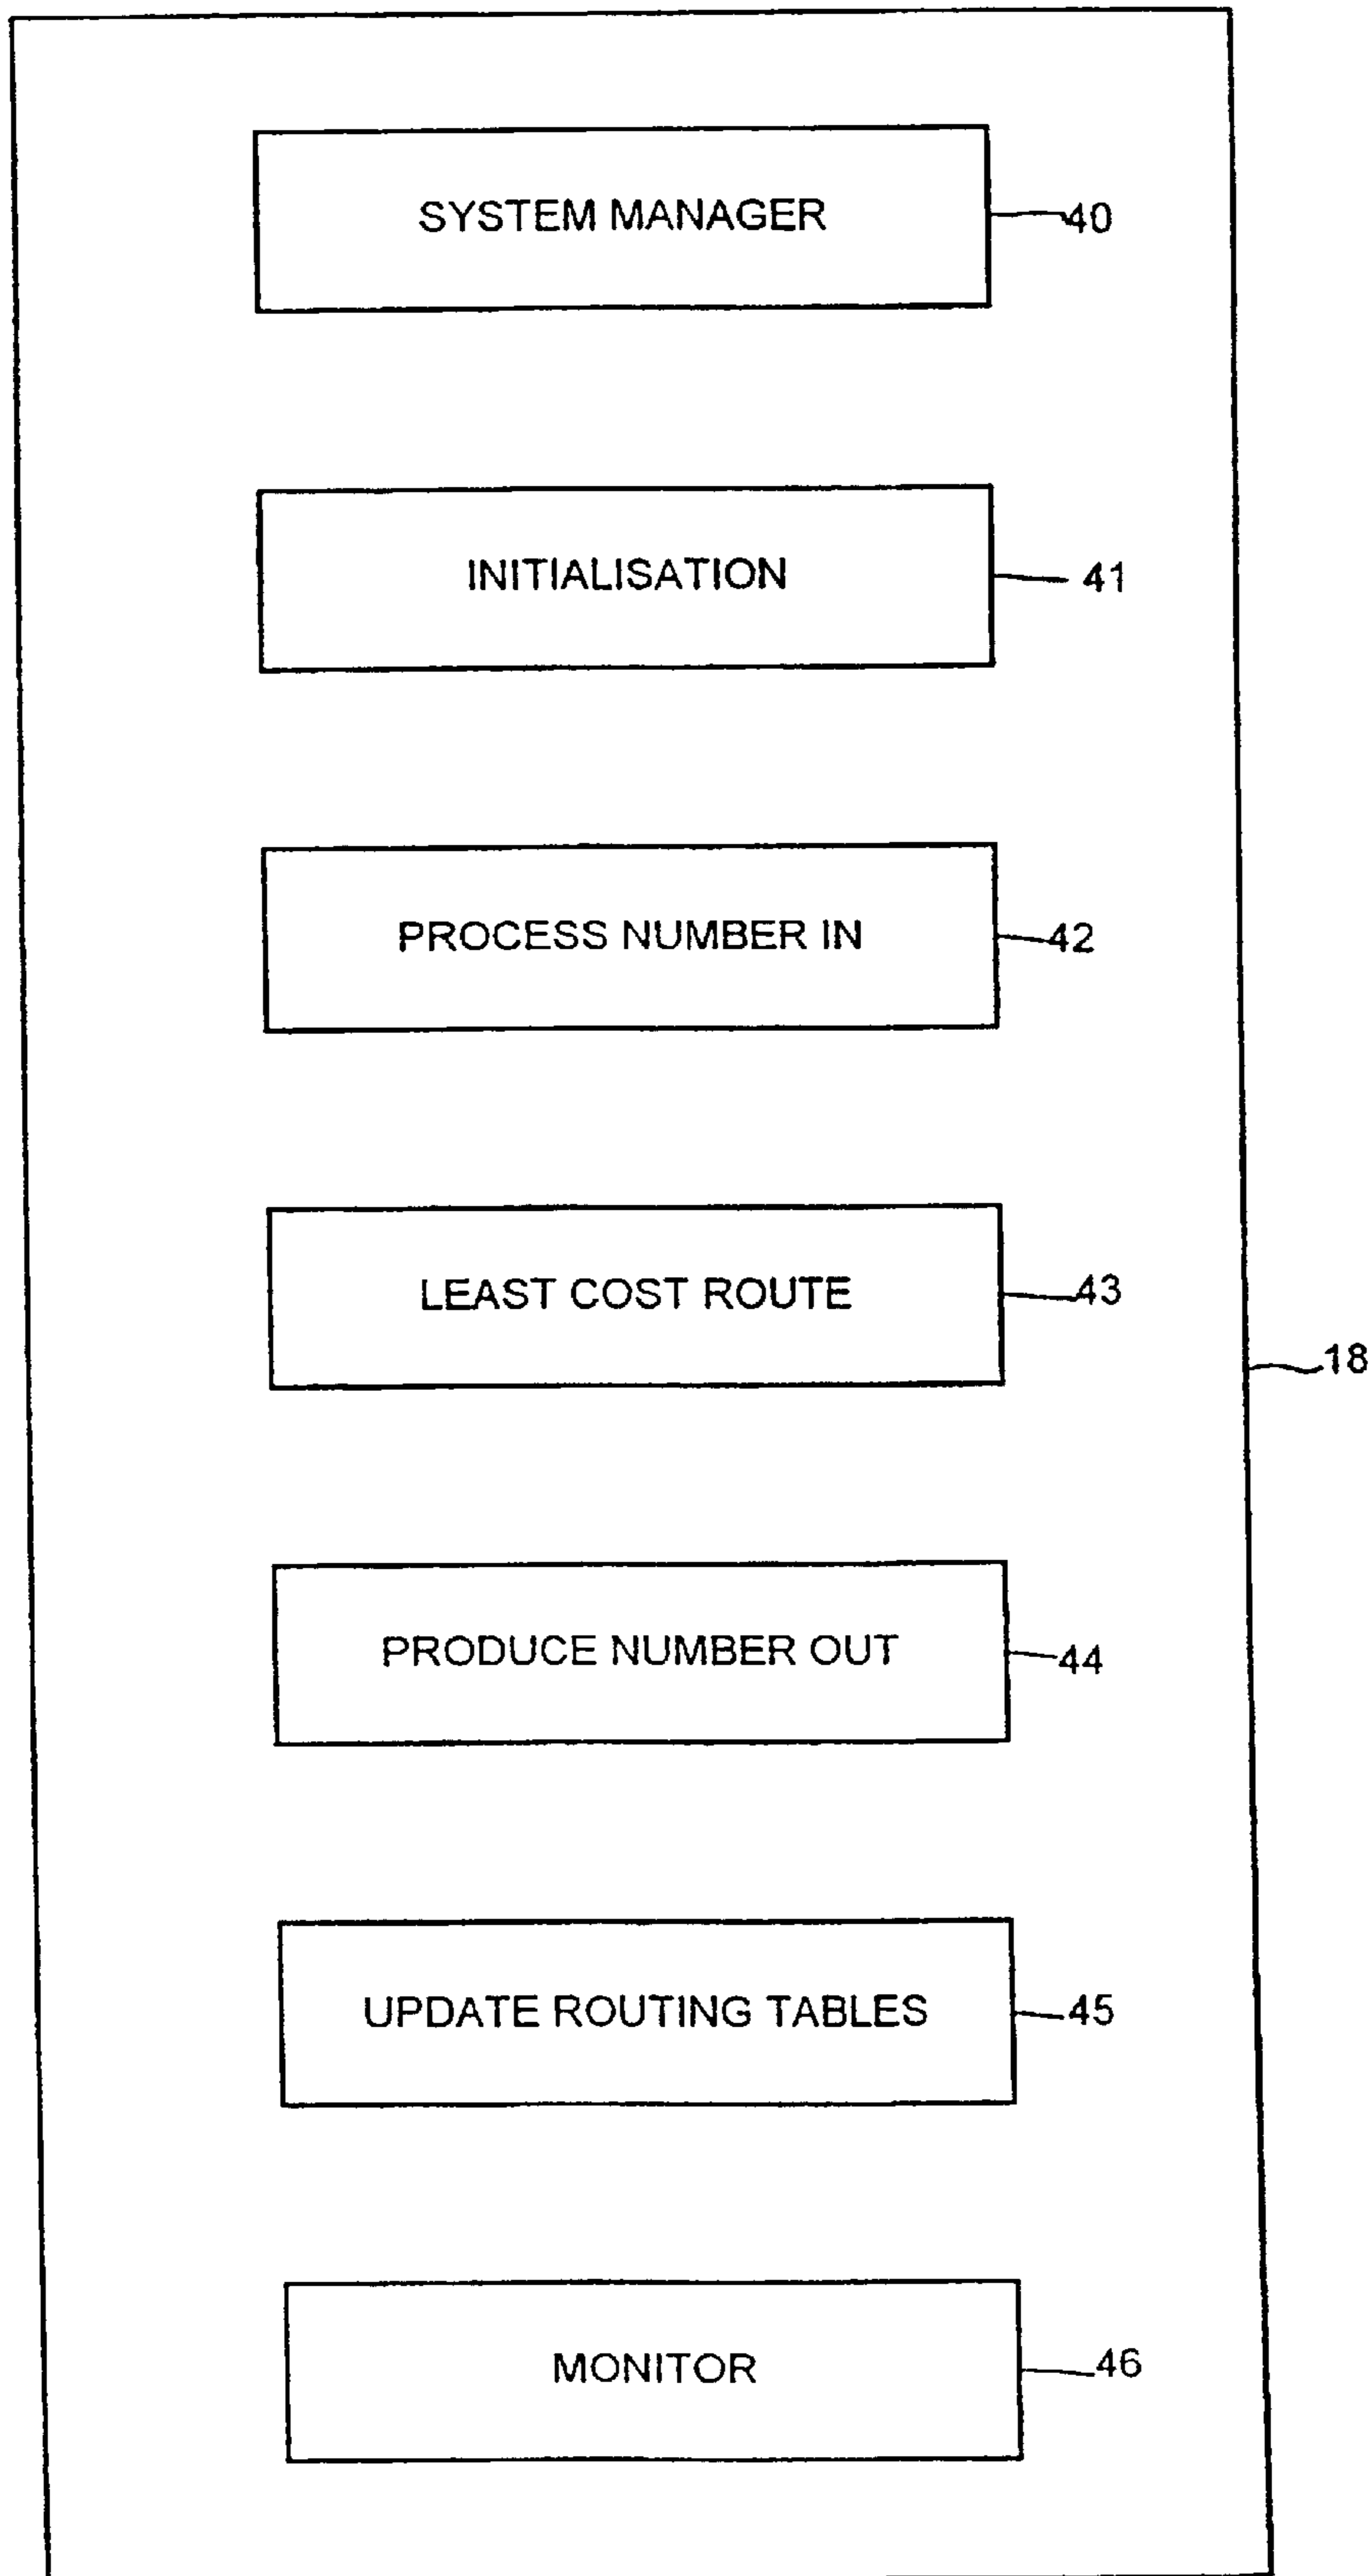 SYSTEM MANAGER 40
INITIALISATION 41
PROCESS NUMBER IN 42
LEAST COST ROUTE 43
18
PRODUCE NUMBER OUT 44
UPDATE ROUTING TABLES 45
MONITOR 46